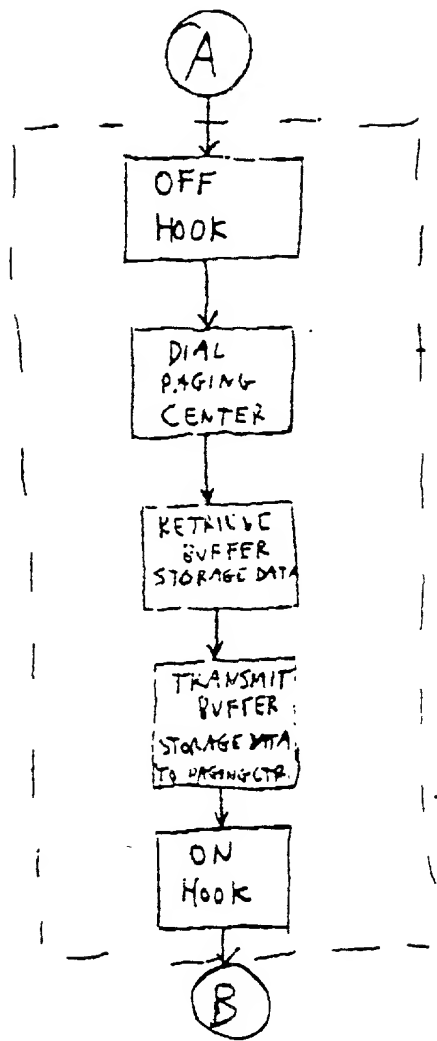 A
OFF
HOOK
DIAL
PAGING
CENTER
RETRIEVE
BUFFER
STORAGE DATA
TRANSMIT
BUFFER
STORAGE DATA
TO PAGING CTR.
ON
HOOK
B